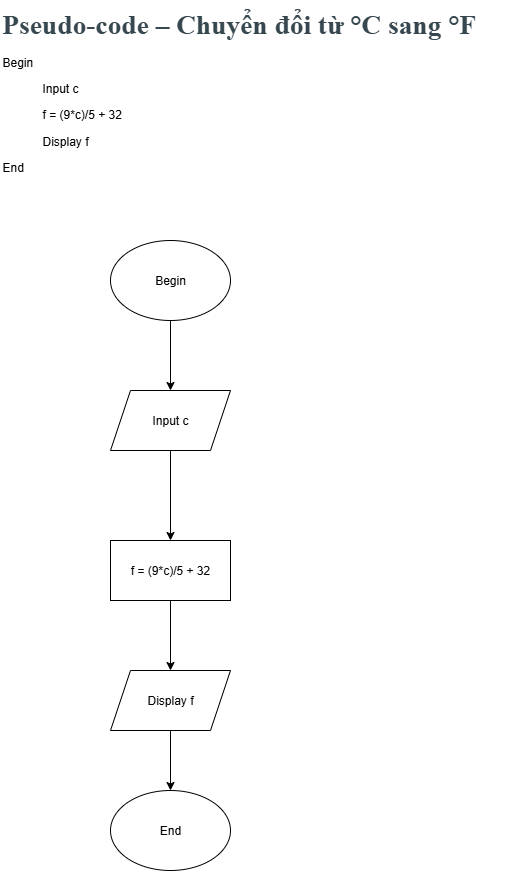 Pseudo-code – Chuyển đổi từ °C sang °F
Begin
Input c
f = (9*c)/5 + 32
Display f
End
Begin
Input c
f = (9*c)/5 + 32
Display f
End